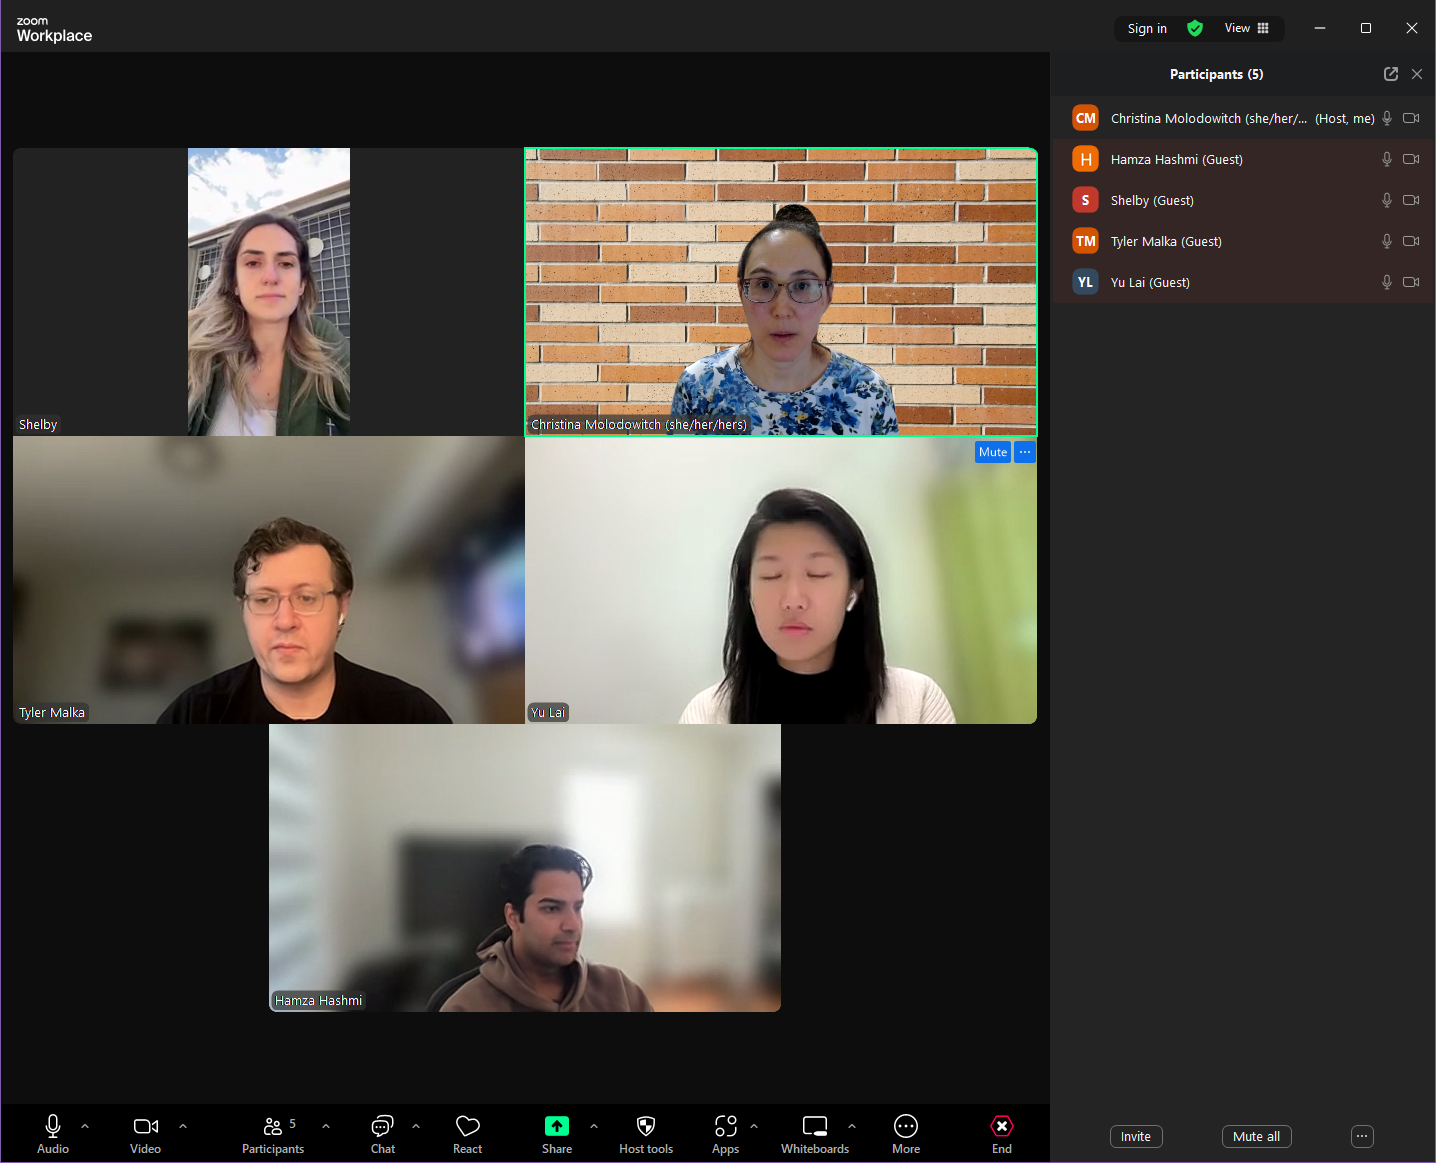 zoom
Workplace
Sign in
View
Participants (5)
CM Christina Molodowitch (she/her/... (Host, me)
H Hamza Hashmi (Guest)
S Shelby (Guest)
TM Tyler Malka (Guest)
YL Yu Lai (Guest)
Shelby
Christina Molodowitch (she/her/hers)
Mute ...
Tyler Malka
Yu Lai
Hamza Hashmi
Audio
Video
5
Participants
Chat
React
Share
Host tools
Apps
Whiteboards
More
End
Invite
Mute all
...